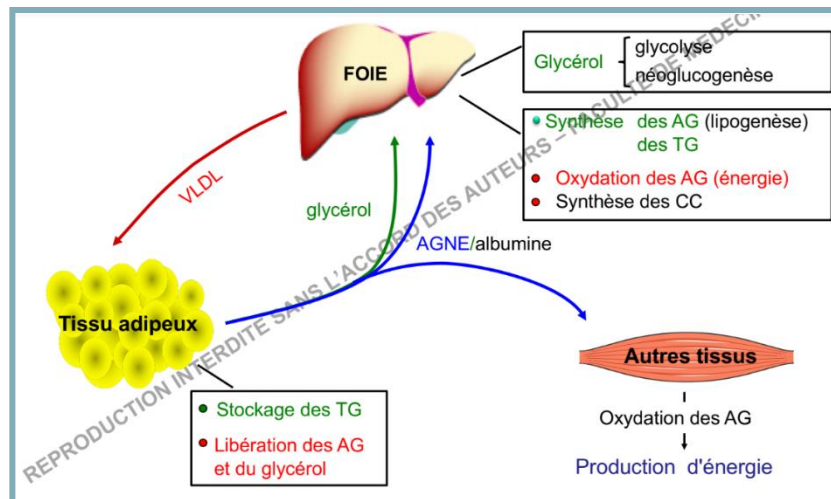 FOIE
Glycérol
glycolyse
néoglucogenèse
Synthèse des AG (lipogenèse)
des TG
Oxydation des AG (énergie)
Synthèse des CC
VLDL
glycérol
AGNE/albumine
Tissu adipeux
Stockage des TG
Libération des AG
et du glycérol
Autres tissus
Oxydation des AG
Production d'énergie
REPRODUCTION INTERDITE SANS L'ACCORD DES AUTEURS – FACULTE DE MEDECIN